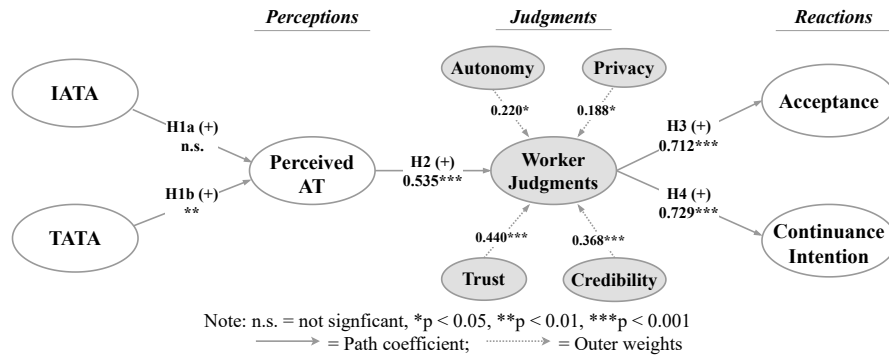 Perceptions
Judgments
Reactions
Autonomy
Privacy
IATA
Acceptance
0.220*
0.188*
H1a (+)
n.s.
H3 (+)
0.712***
Perceived
AT
H2 (+)
0.535***
Worker
Judgments
H1b (+)
**
H4 (+)
0.729***
TATA
0.440***
0.368***
Continuance
Intention
Trust
Credibility
Note: n.s. = not signficant, *p < 0.05, **p < 0.01, ***p < 0.001
= Path coefficient; = Outer weights